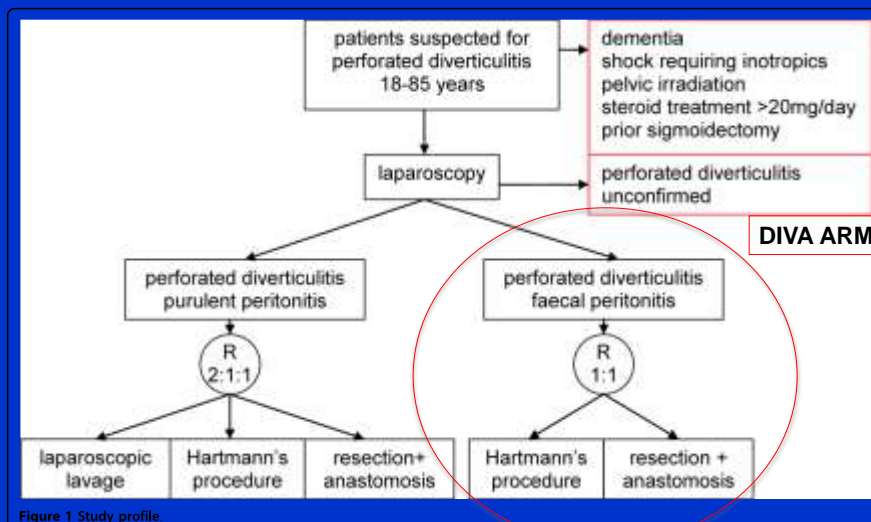 patients suspected for
perforated diverticulitis
18-85 years
dementia
shock requiring inotropics
pelvic irradiation
steroid treatment >20mg/day
prior sigmoidectomy
laparoscopy
perforated diverticulitis
unconfirmed
DIVA ARM
perforated diverticulitis
purulent peritonitis
perforated diverticulitis
faecal peritonitis
R
2:1:1
R
1:1
laparoscopic
lavage
Hartmann's
procedure
resection+
anastomosis
Hartmann's
procedure
resection +
anastomosis
Figure 1 Study profile.